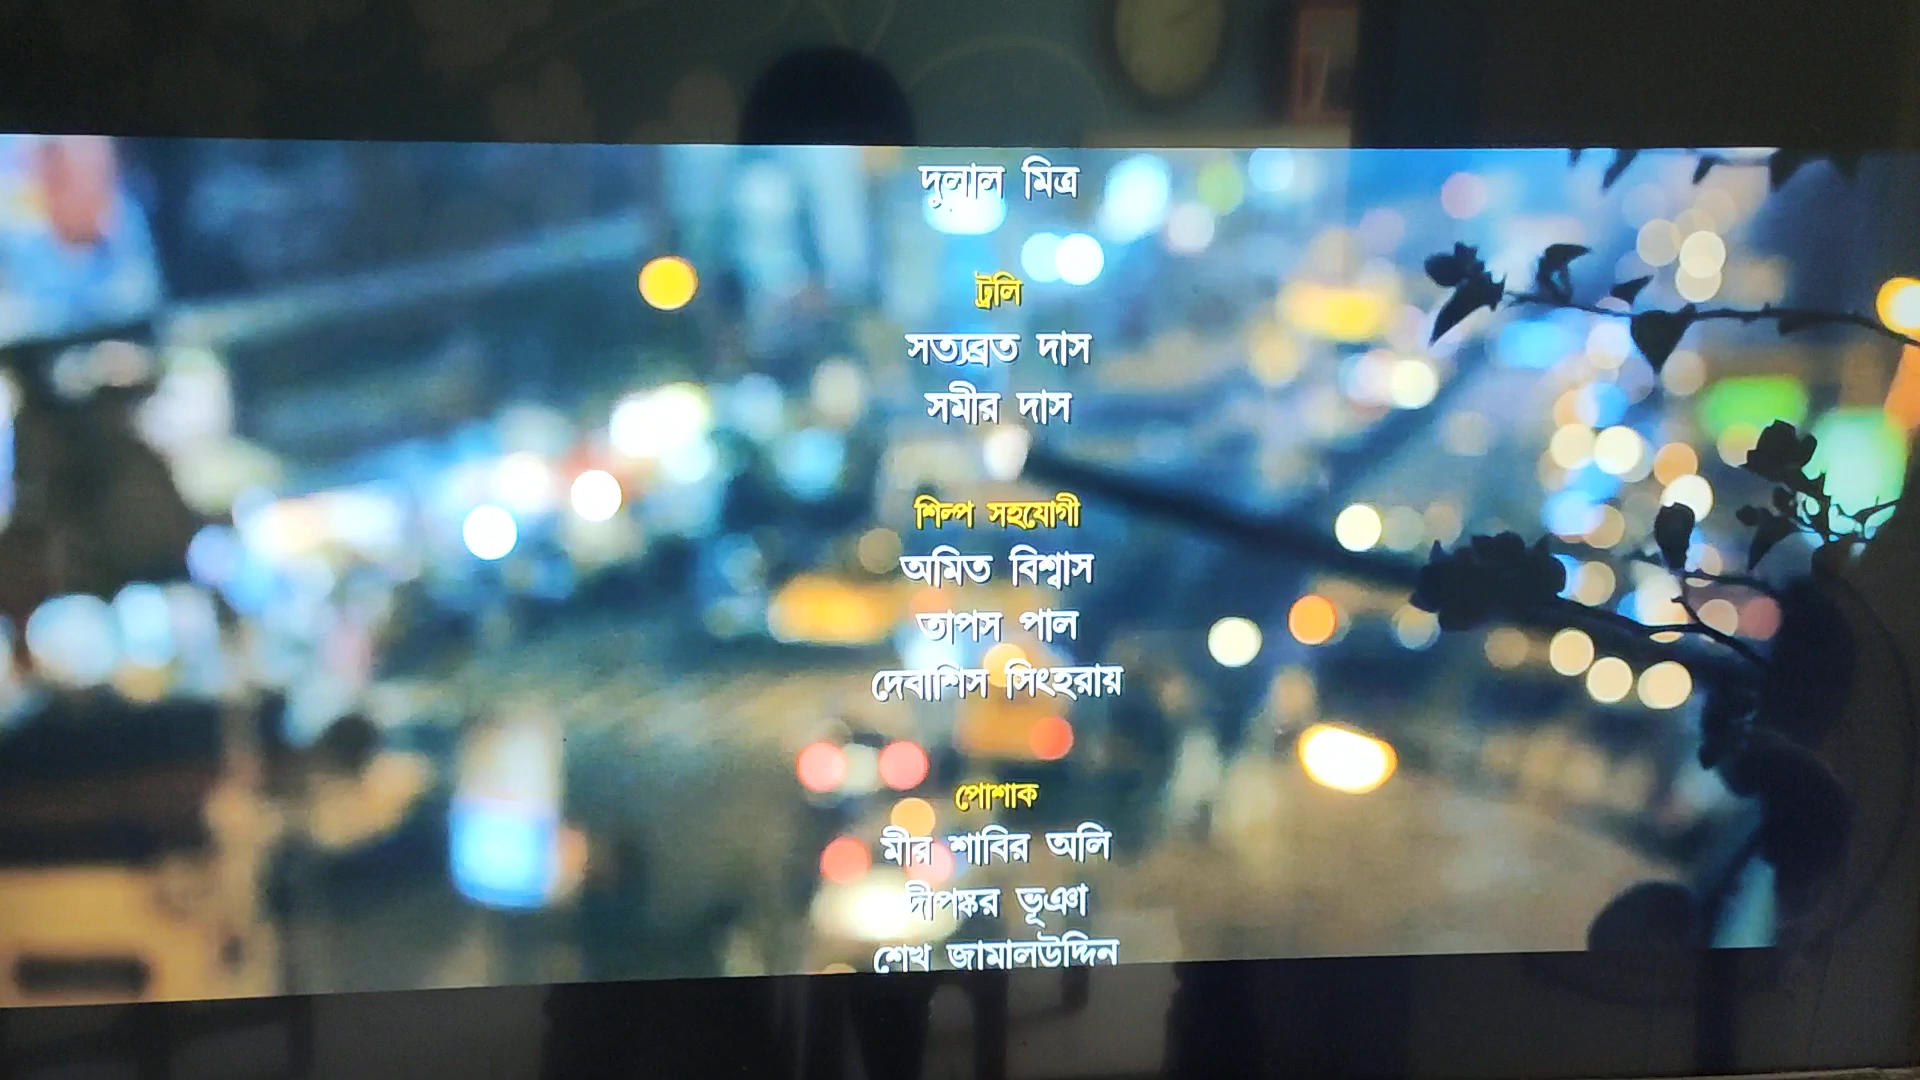 দুলাল মিত্র
ট্রলি
সত্যব্রত দাস
সমীর দাস
শিল্প সহযোগী
অমিত বিশ্বাস
তাপস পাল
দেবাশিস সিংহরায়
পোশাক
মীর শাবির অলি
দীপঙ্কর ভূঞা
শেখ জামালউদ্দিন